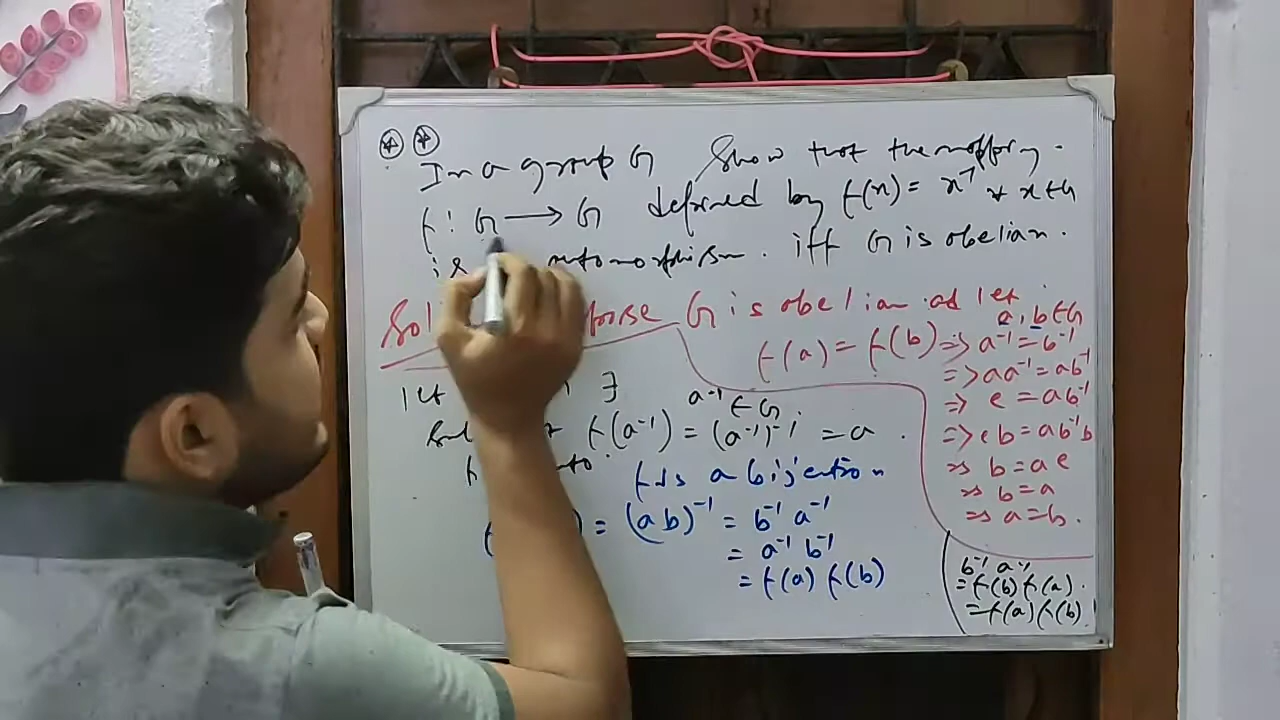 In a group G Show that the mapping.
f: G ⟶ G defined by f(x) = x⁻¹ ∀ x ∈ G
is automorphism. iff G is abelian.
Sol G is abelian ad let
a, b ∈ G
f(a) = f(b) => a⁻¹ = b⁻¹
=> aa⁻¹ = ab⁻¹
=> e = ab⁻¹
=> eb = ab⁻¹b
=> b = ae
=> b = a
=> a = b.
let ∃ a⁻¹ ∈ G
f(a⁻¹) = (a⁻¹)⁻¹ = a.
f is a bijection
= (ab)⁻¹ = b⁻¹ a⁻¹
= a⁻¹ b⁻¹
= f(a) f(b)
b⁻¹ a⁻¹
= f(b) f(a).
= f(a) f(b)